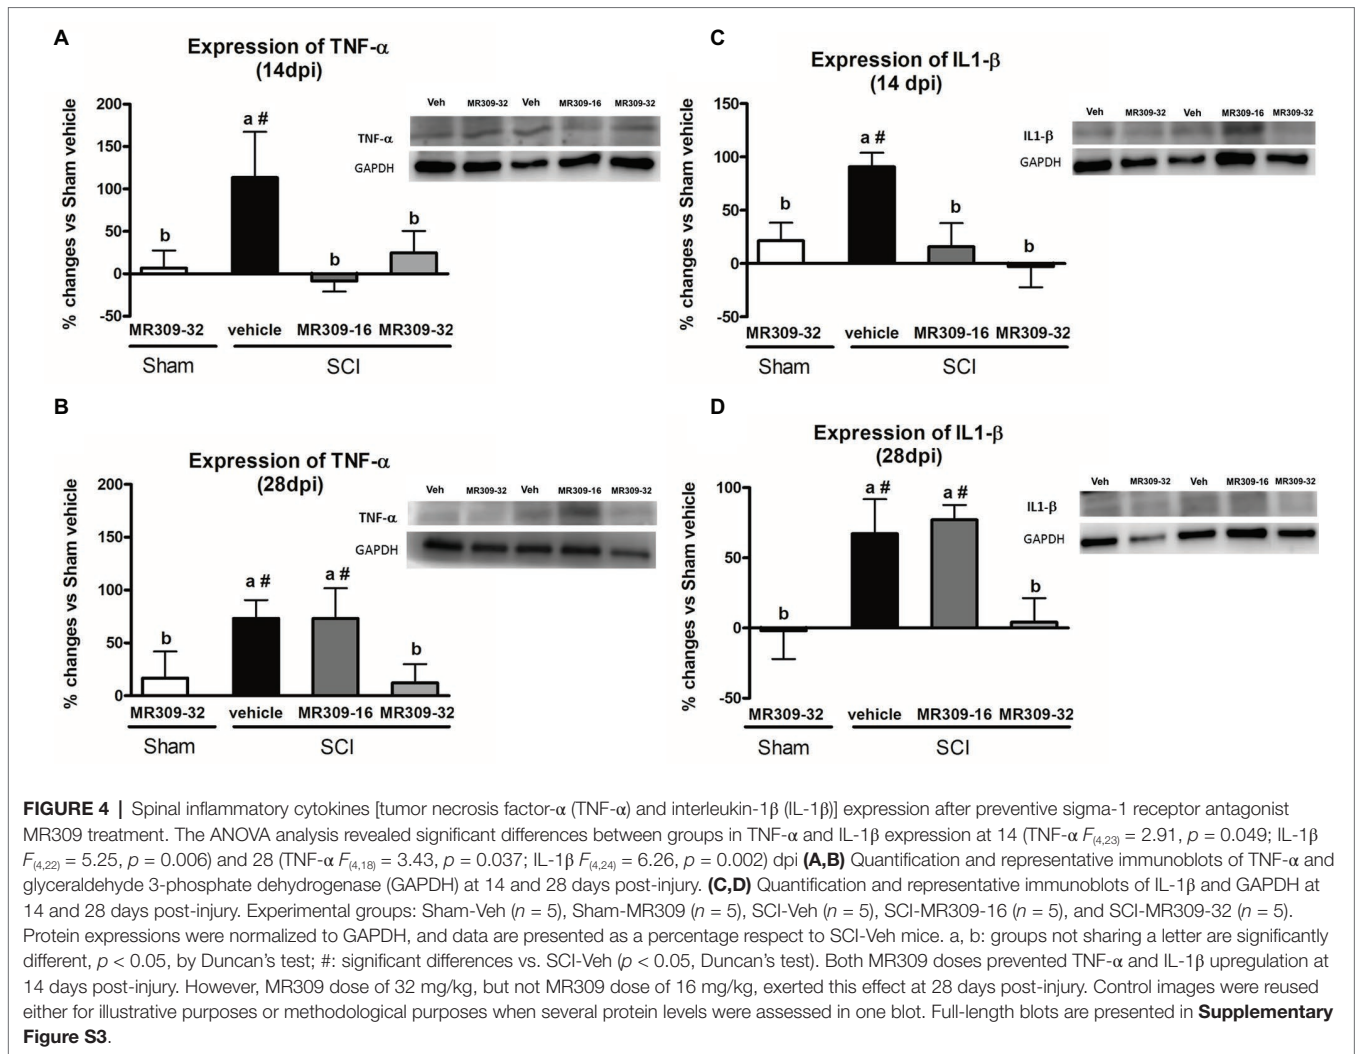 A
Expression of TNF-α
(14dpi)
% changes vs Sham vehicle
200
150
100
50
0
-50
b
a #
b
b
MR309-32
vehicle
MR309-16
MR309-32
Sham
SCI
Veh
MR309-32
Veh
MR309-16
MR309-32
TNF-α
GAPDH
C
Expression of IL1-β
(14 dpi)
% changes vs Sham vehicle
150
100
50
0
-50
b
a #
b
b
MR309-32
vehicle
MR309-16
MR309-32
Sham
SCI
Veh
MR309-32
Veh
MR309-16
MR309-32
IL1-β
GAPDH
B
Expression of TNF-α
(28dpi)
% changes vs Sham vehicle
200
150
100
50
0
b
a #
a #
b
MR309-32
vehicle
MR309-16
MR309-32
Sham
SCI
Veh
MR309-32
Veh
MR309-16
MR309-32
TNF-α
GAPDH
D
Expression of IL1-β
(28dpi)
% changes vs Sham vehicle
100
50
0
-50
b
a #
a #
b
MR309-32
vehicle
MR309-16
MR309-32
Sham
SCI
Veh
MR309-32
Veh
MR309-16
MR309-32
IL1-β
GAPDH
FIGURE 4 | Spinal inflammatory cytokines [tumor necrosis factor-α (TNF-α) and interleukin-1β (IL-1β)] expression after preventive sigma-1 receptor antagonist
MR309 treatment. The ANOVA analysis revealed significant differences between groups in TNF-α and IL-1β expression at 14 (TNF-α F(4,23) = 2.91, p = 0.049; IL-1β
F(4,22) = 5.25, p = 0.006) and 28 (TNF-α F(4,18) = 3.43, p = 0.037; IL-1β F(4,24) = 6.26, p = 0.002) dpi (A,B) Quantification and representative immunoblots of TNF-α and
glyceraldehyde 3-phosphate dehydrogenase (GAPDH) at 14 and 28 days post-injury. (C,D) Quantification and representative immunoblots of IL-1β and GAPDH at
14 and 28 days post-injury. Experimental groups: Sham-Veh (n = 5), Sham-MR309 (n = 5), SCI-Veh (n = 5), SCI-MR309-16 (n = 5), and SCI-MR309-32 (n = 5).
Protein expressions were normalized to GAPDH, and data are presented as a percentage respect to SCI-Veh mice. a, b: groups not sharing a letter are significantly
different, p < 0.05, by Duncan's test; #: significant differences vs. SCI-Veh (p < 0.05, Duncan's test). Both MR309 doses prevented TNF-α and IL-1β upregulation at
14 days post-injury. However, MR309 dose of 32 mg/kg, but not MR309 dose of 16 mg/kg, exerted this effect at 28 days post-injury. Control images were reused
either for illustrative purposes or methodological purposes when several protein levels were assessed in one blot. Full-length blots are presented in Supplementary
Figure S3.